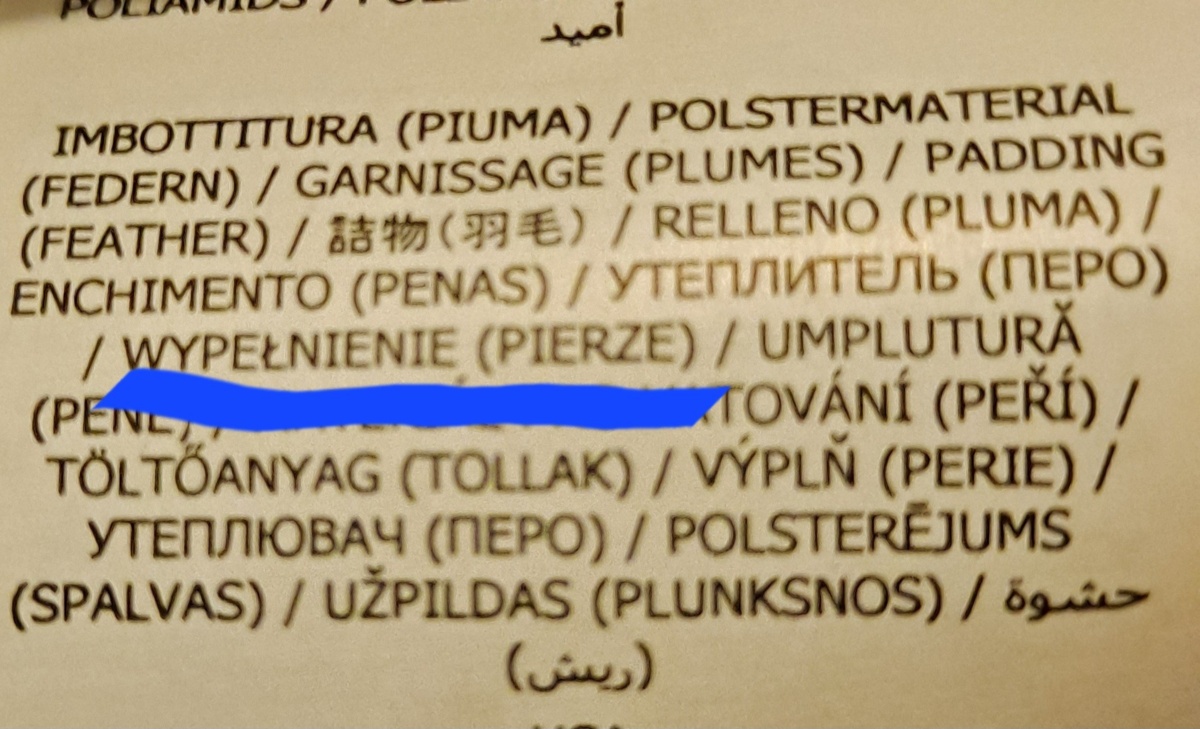 أميد
IMBOTTITURA (PIUMA) / POLSTERMATERIAL
(FEDERN) / GARNISSAGE (PLUMES) / PADDING
(FEATHER) / 詰物(羽毛) / RELLENO (PLUMA) /
ENCHIMENTO (PENAS) / УТЕПЛИТЕЛЬ (ПЕРО)
/ WYPEŁNIENIE (PIERZE) / UMPLUTURĂ
(PENE) / (PEŘÍ) /
TÖLTŐANYAG (TOLLAK) / VÝPLŇ (PERIE) /
УТЕПЛЮВАЧ (ПЕРО) / POLSTERĒJUMS
(SPALVAS) / UŽPILDAS (PLUNKSNOS) / حشوة
(ريش)